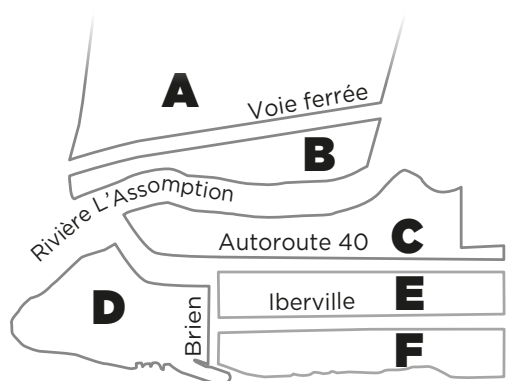 A
Voie ferrée
B
Rivière L'Assomption
Autoroute 40
C
D
Brien
Iberville
E
F